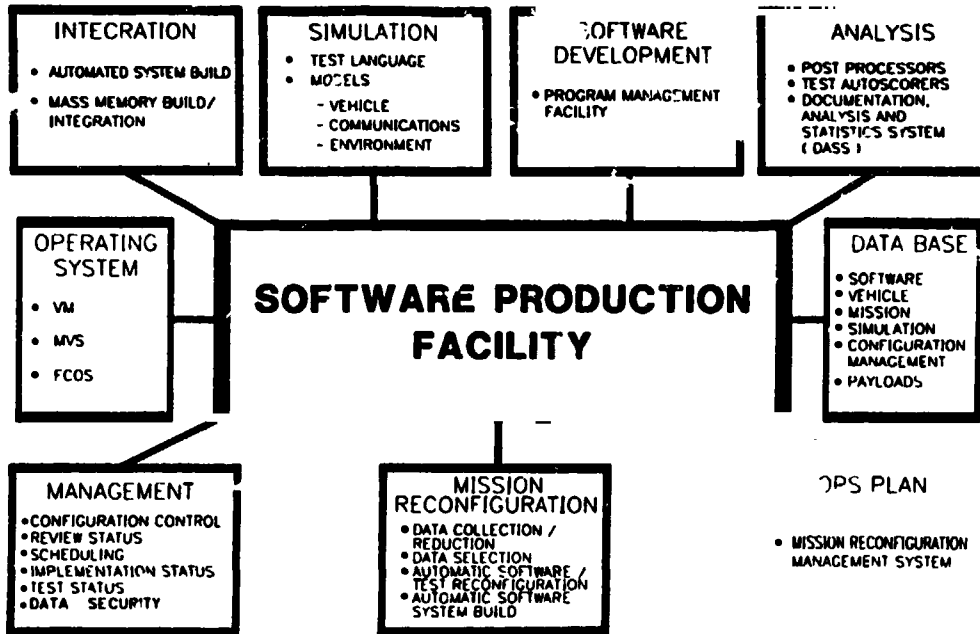 INTEGRATION
• AUTOMATED SYSTEM BUILD
• MASS MEMORY BUILD/
INTEGRATION
SIMULATION
• TEST LANGUAGE
• MODELS
- VEHICLE
- COMMUNICATIONS
- ENVIRONMENT
SOFTWARE
DEVELOPMENT
• PROGRAM MANAGEMENT
FACILITY
ANALYSIS
• POST PROCESSORS
• TEST AUTOSCORERS
• DOCUMENTATION,
ANALYSIS AND
STATISTICS SYSTEM
( DASS )
OPERATING
SYSTEM
• VM
• MVS
• FCOS
SOFTWARE PRODUCTION
FACILITY
DATA BASE
• SOFTWARE
• VEHICLE
• MISSION
• SIMULATION
• CONFIGURATION
MANAGEMENT
• PAYLOADS
MANAGEMENT
• CONFIGURATION CONTROL
• REVIEW STATUS
• SCHEDULING
• IMPLEMENTATION STATUS
• TEST STATUS
• DATA SECURITY
MISSION
RECONFIGURATION
• DATA COLLECTION /
REDUCTION
• DATA SELECTION
• AUTOMATIC SOFTWARE /
TEST RECONFIGURATION
• AUTOMATIC SOFTWARE
SYSTEM BUILD
OPS PLAN
• MISSION RECONFIGURATION
MANAGEMENT SYSTEM